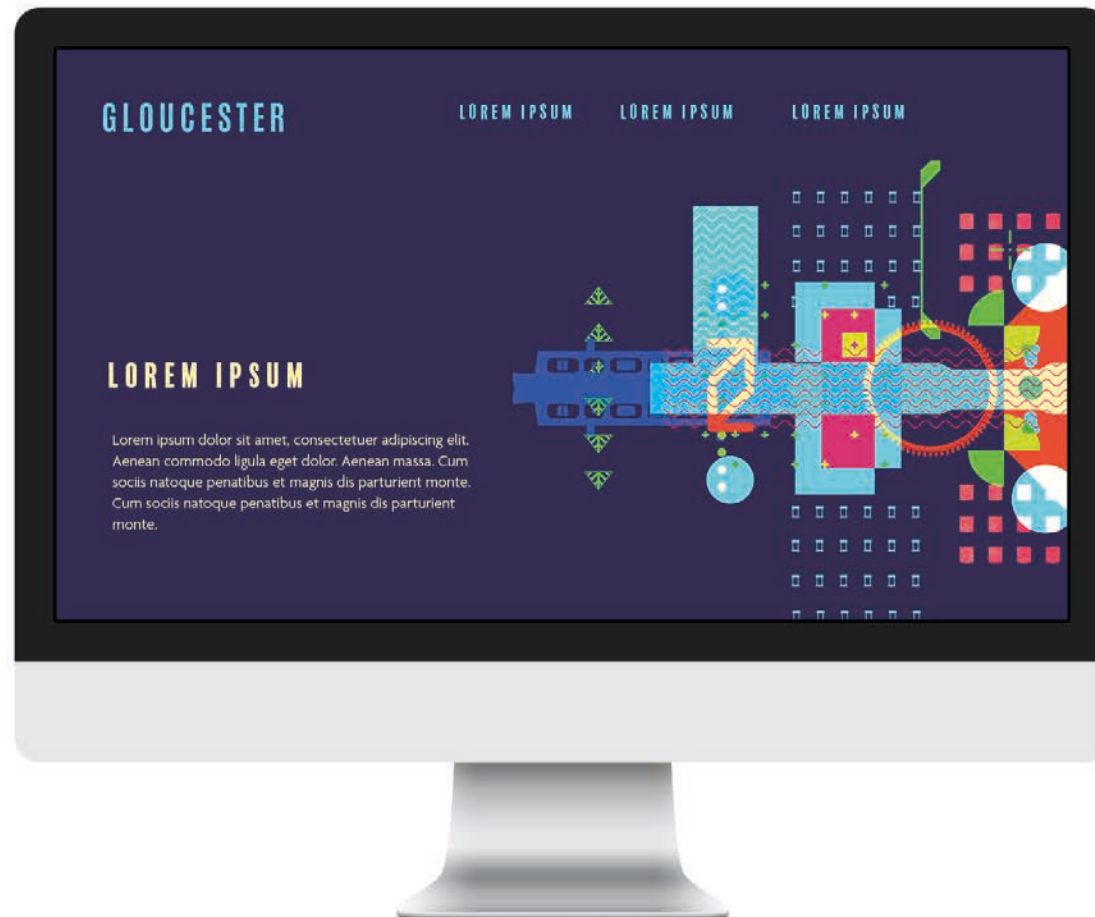 GLOUCESTER
LOREM IPSUM LOREM IPSUM LOREM IPSUM
LOREM IPSUM
Lorem ipsum dolor sit amet, consectetuer adipiscing elit.
Aenean commodo ligula eget dolor. Aenean massa. Cum
sociis natoque penatibus et magnis dis parturient monte.
Cum sociis natoque penatibus et magnis dis parturient
monte.